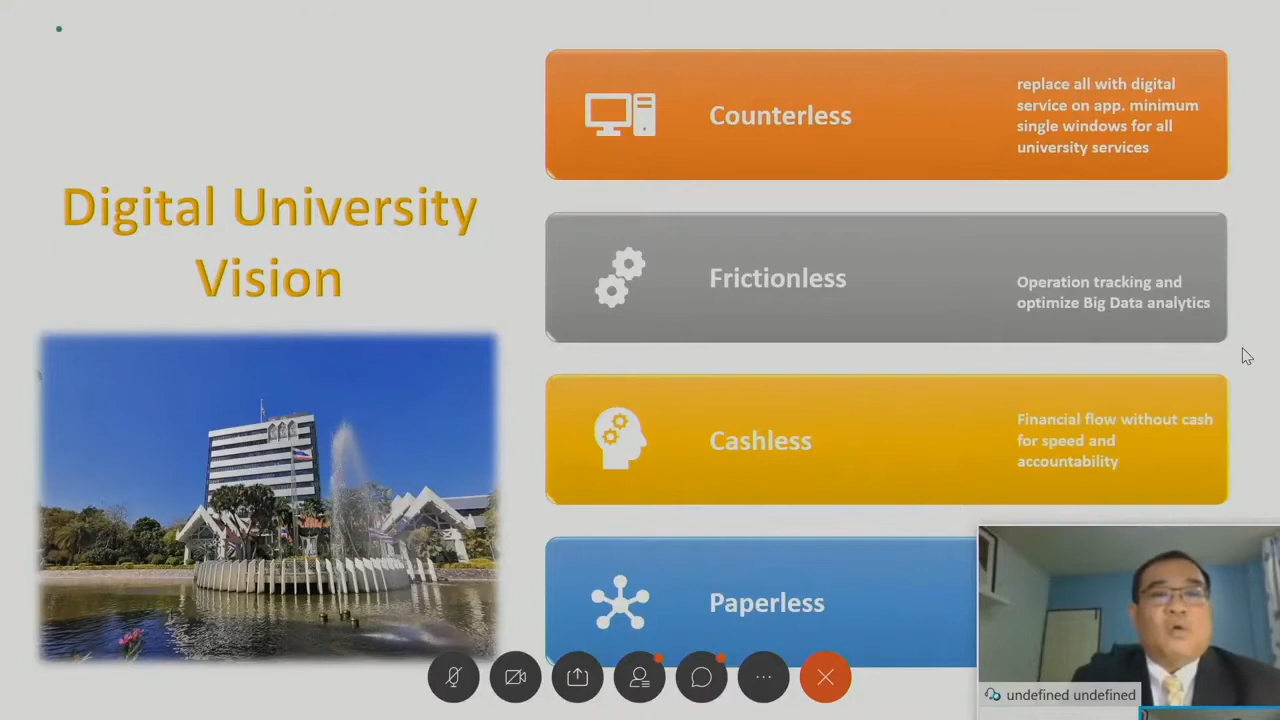 Digital University
Vision
Counterless
replace all with digital
service on app. minimum
single windows for all
university services
Frictionless
Operation tracking and
optimize Big Data analytics
Cashless
Financial flow without cash
for speed and
accountability
Paperless
undefined undefined